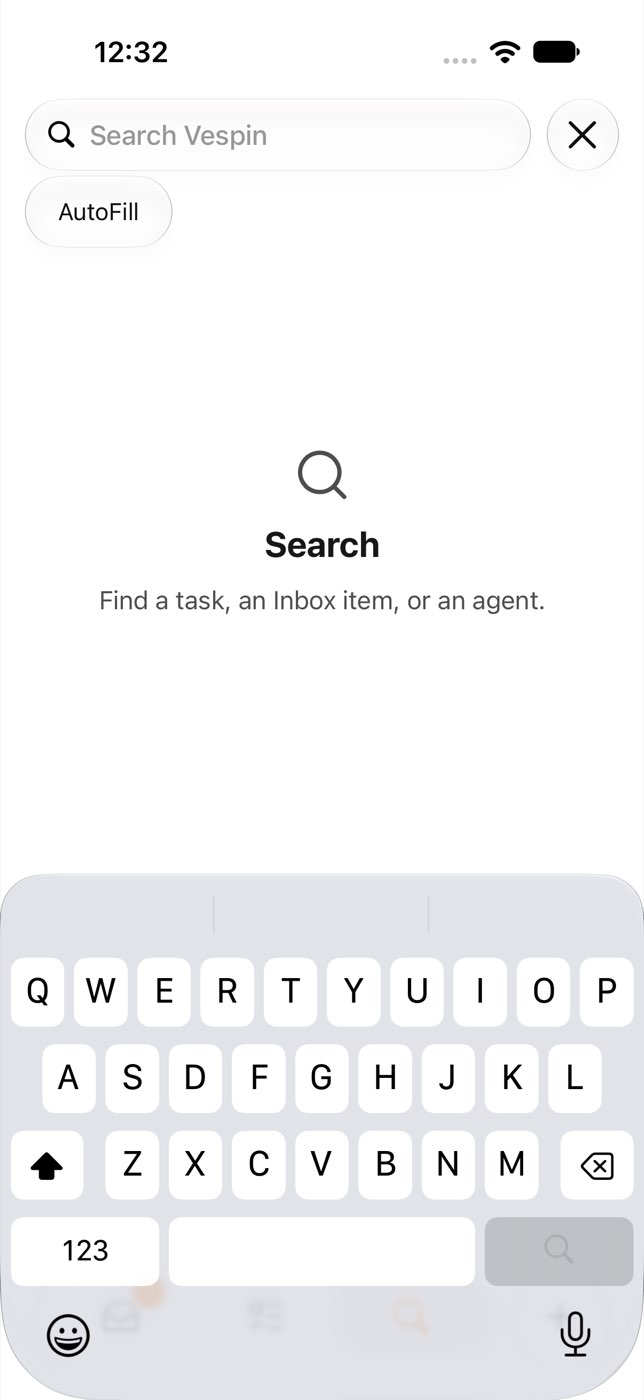 12:32
Search Vespin
AutoFill
Search
Find a task, an Inbox item, or an agent.
Q W E R T Y U I O P
A S D F G H J K L
Z X C V B N M
123